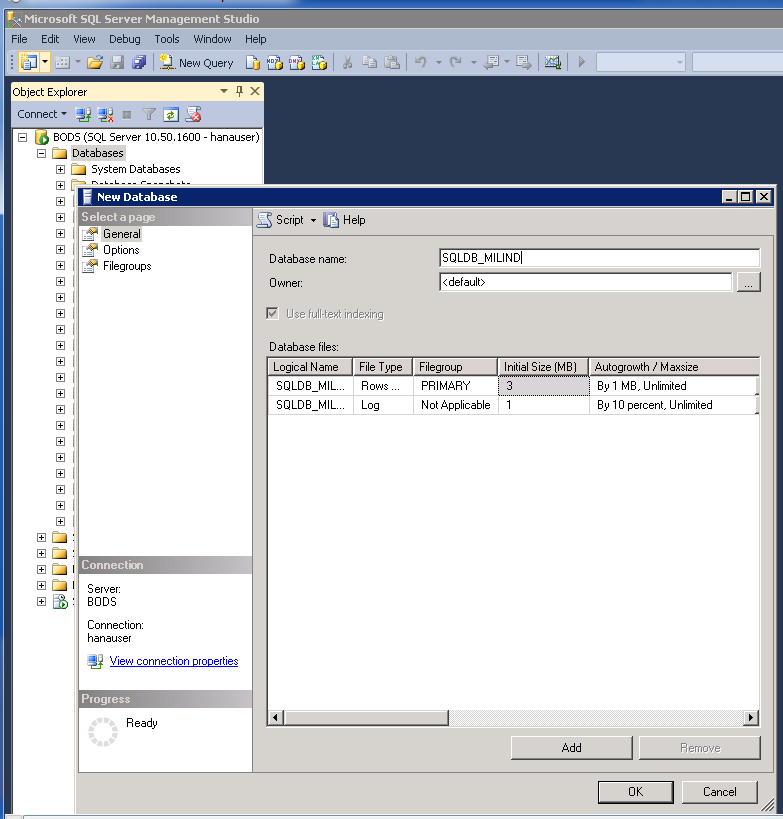 Microsoft SQL Server Management Studio
File Edit View Debug Tools Window Help
New Query
Object Explorer
Connect
BODS (SQL Server 10.50.1600 - hanauser)
Databases
System Databases
Database Snapshots
New Database
Select a page
General
Options
Filegroups
Script Help
Database name: SQLDB_MILIND
Owner: <default> ...
Use full-text indexing
Database files:
Logical Name File Type Filegroup Initial Size (MB) Autogrowth / Maxsize
SQLDB_MIL... Rows ... PRIMARY 3 By 1 MB, Unlimited
SQLDB_MIL... Log Not Applicable 1 By 10 percent, Unlimited
Connection
Server:
BODS
Connection:
hanauser
View connection properties
Progress
Ready
Add Remove
OK Cancel